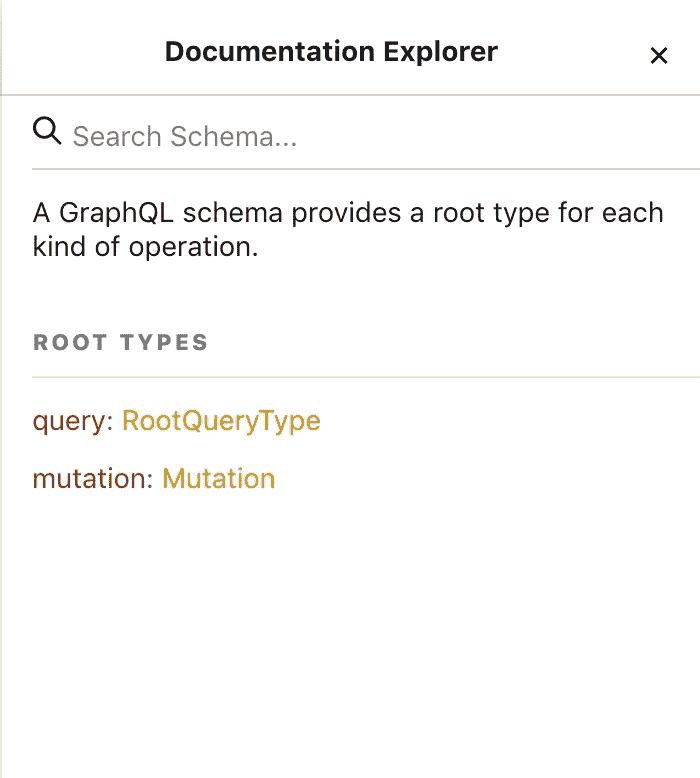 Documentation Explorer
Search Schema...
A GraphQL schema provides a root type for each
kind of operation.
ROOT TYPES
query: RootQueryType
mutation: Mutation